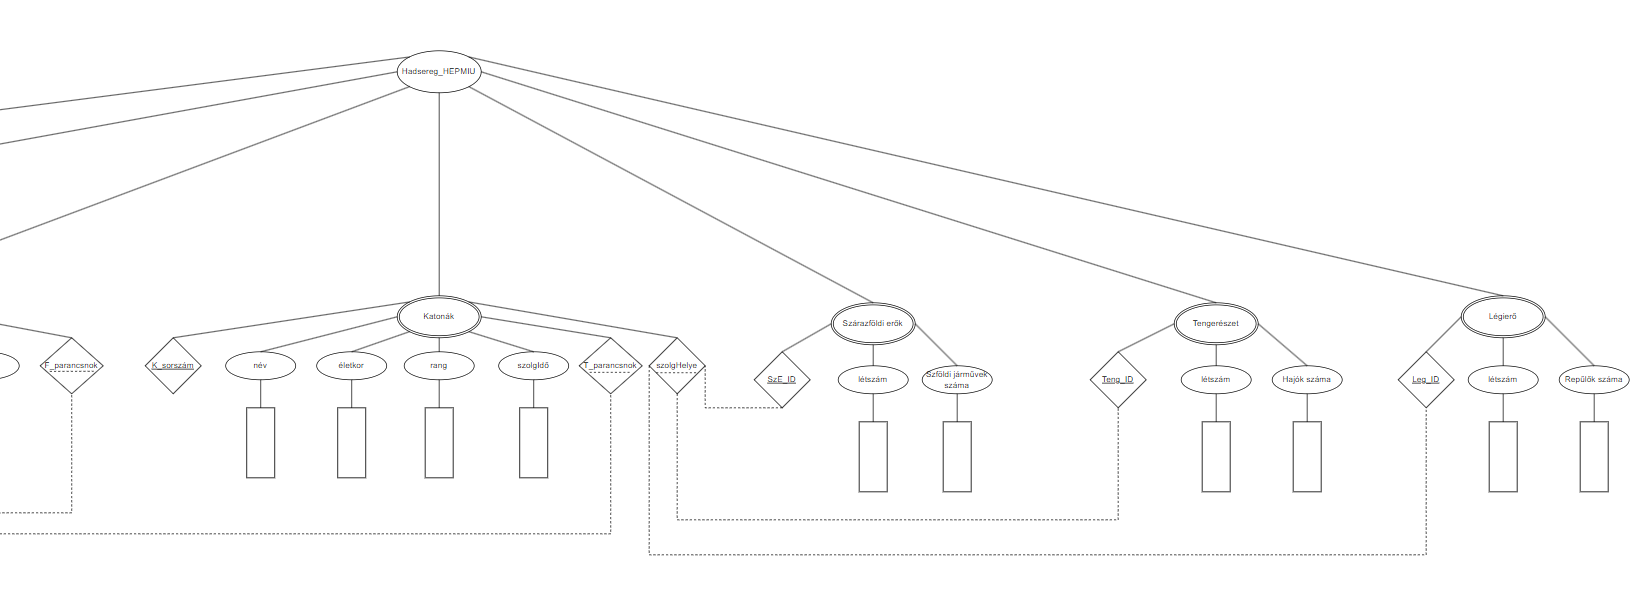 Hadsereg_HEPMIU
Katonák
Szárazföldi erők
Tengerészet
Légierő
F_parancsnok
K_sorszám
név
életkor
rang
szolgIdő
T_parancsnok
szolgHelye
SzE_ID
létszám
Szföldi járművek
száma
Teng_ID
létszám
Hajók száma
Leg_ID
létszám
Repülők száma